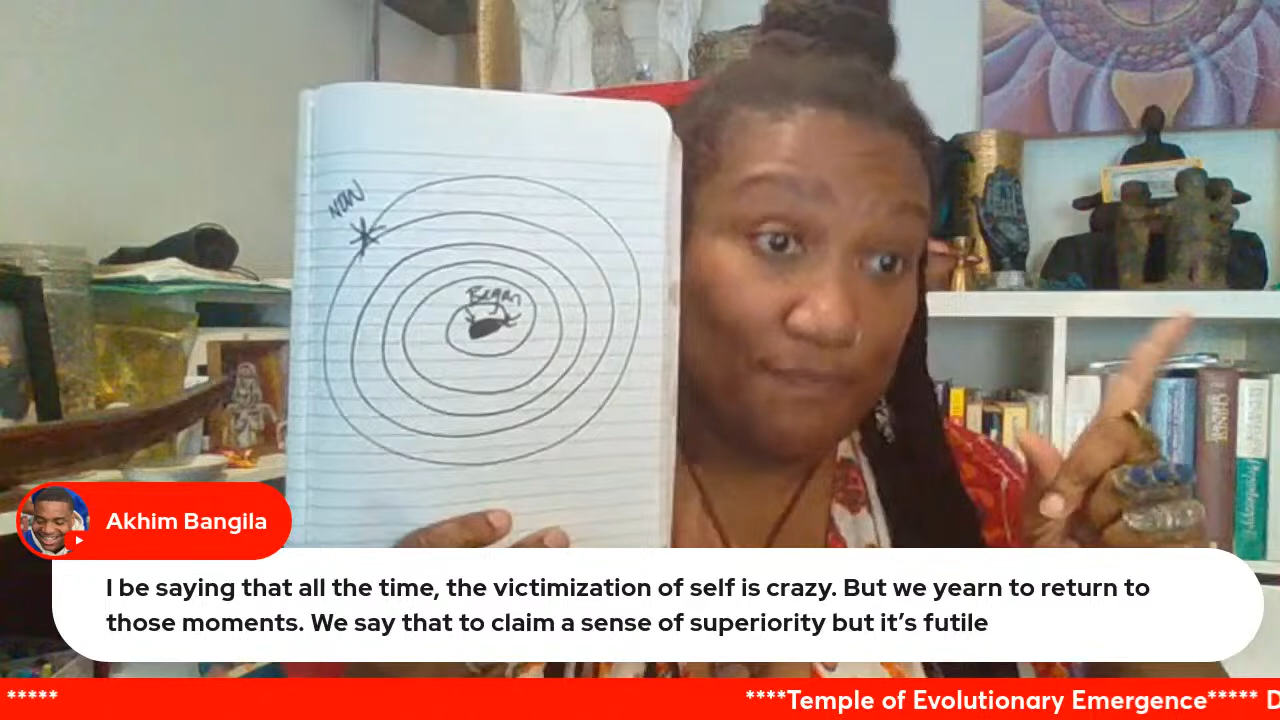 NOW
Began
Akhim Bangila
I be saying that all the time, the victimization of self is crazy. But we yearn to return to
those moments. We say that to claim a sense of superiority but it’s futile
***** ****Temple of Evolutionary Emergence***** D